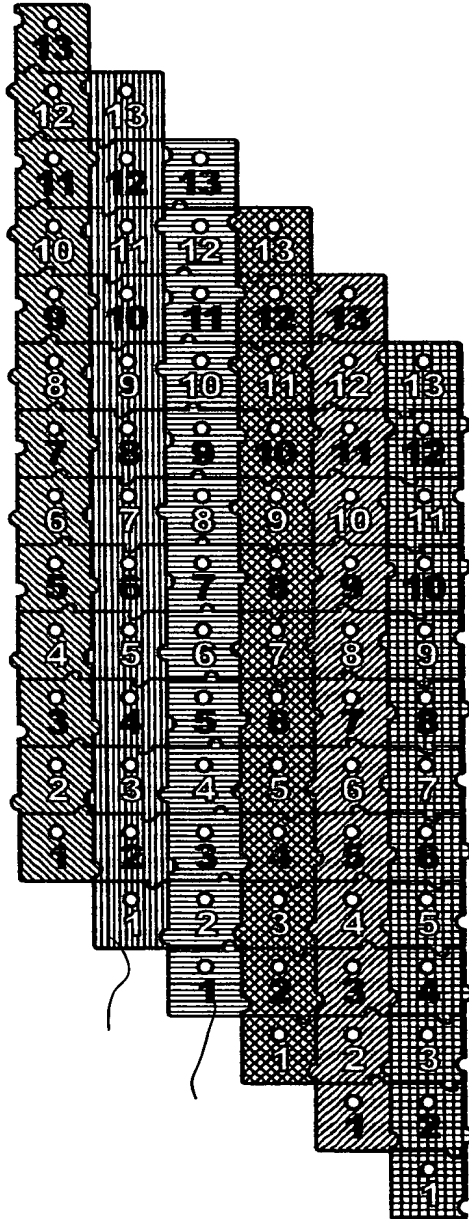 13
12 13
11 12 13
10 11 12 13
9 10 11 12 13
8 9 10 11 12 13
7 8 9 10 11 12
6 7 8 9 10 11
5 6 7 8 9 10
4 5 6 7 8 9
3 4 5 6 7 8
2 3 4 5 6 7
1 2 3 4 5 6
1 2 3 4 5
1 2 3 4
1 2 3
1 2
1